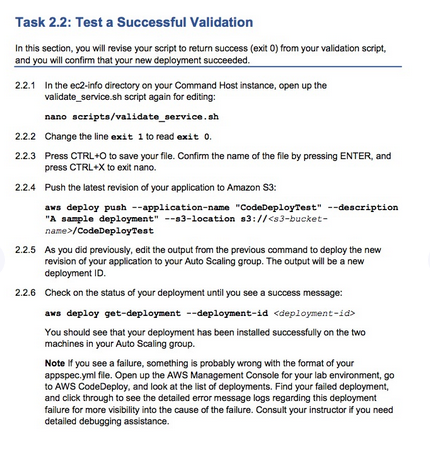 Task 2.2: Test a Successful Validation
In this section, you will revise your script to return success (exit 0) from your validation script,
and you will confirm that your new deployment succeeded.
2.2.1 In the ec2-info directory on your Command Host instance, open up the
validate_service.sh script again for editing:
nano scripts/validate_service.sh
2.2.2 Change the line exit 1 to read exit 0.
2.2.3 Press CTRL+O to save your file. Confirm the name of the file by pressing ENTER, and
press CTRL+X to exit nano.
2.2.4 Push the latest revision of your application to Amazon S3:
aws deploy push --application-name "CodeDeployTest" --description
"A sample deployment" --s3-location s3://<s3-bucket-
name>/CodeDeployTest
2.2.5 As you did previously, edit the output from the previous command to deploy the new
revision of your application to your Auto Scaling group. The output will be a new
deployment ID.
2.2.6 Check on the status of your deployment until you see a success message:
aws deploy get-deployment --deployment-id <deployment-id>
You should see that your deployment has been installed successfully on the two
machines in your Auto Scaling group.
Note If you see a failure, something is probably wrong with the format of your
appspec.yml file. Open up the AWS Management Console for your lab environment, go
to AWS CodeDeploy, and look at the list of deployments. Find your failed deployment,
and click through to see the detailed error message logs regarding this deployment
failure for more visibility into the cause of the failure. Consult your instructor if you need
detailed debugging assistance.